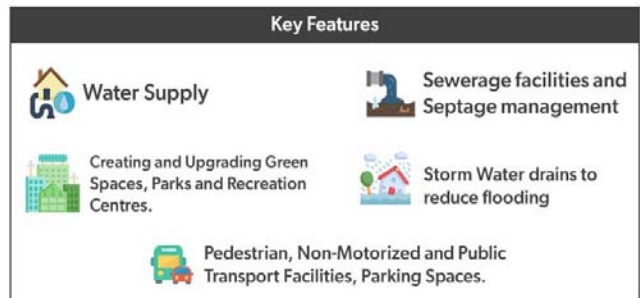 Key Features
Water Supply
Sewerage facilities and
Septage management
Creating and Upgrading Green
Spaces, Parks and Recreation
Centres.
Storm Water drains to
reduce flooding
Pedestrian, Non-Motorized and Public
Transport Facilities, Parking Spaces.